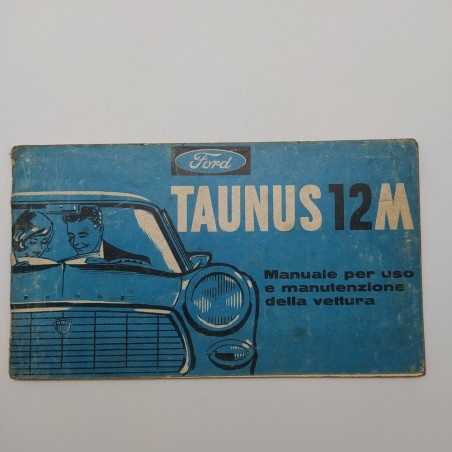 Ford
TAUNUS 12M
Manuale per uso
e manutenzione
della vettura